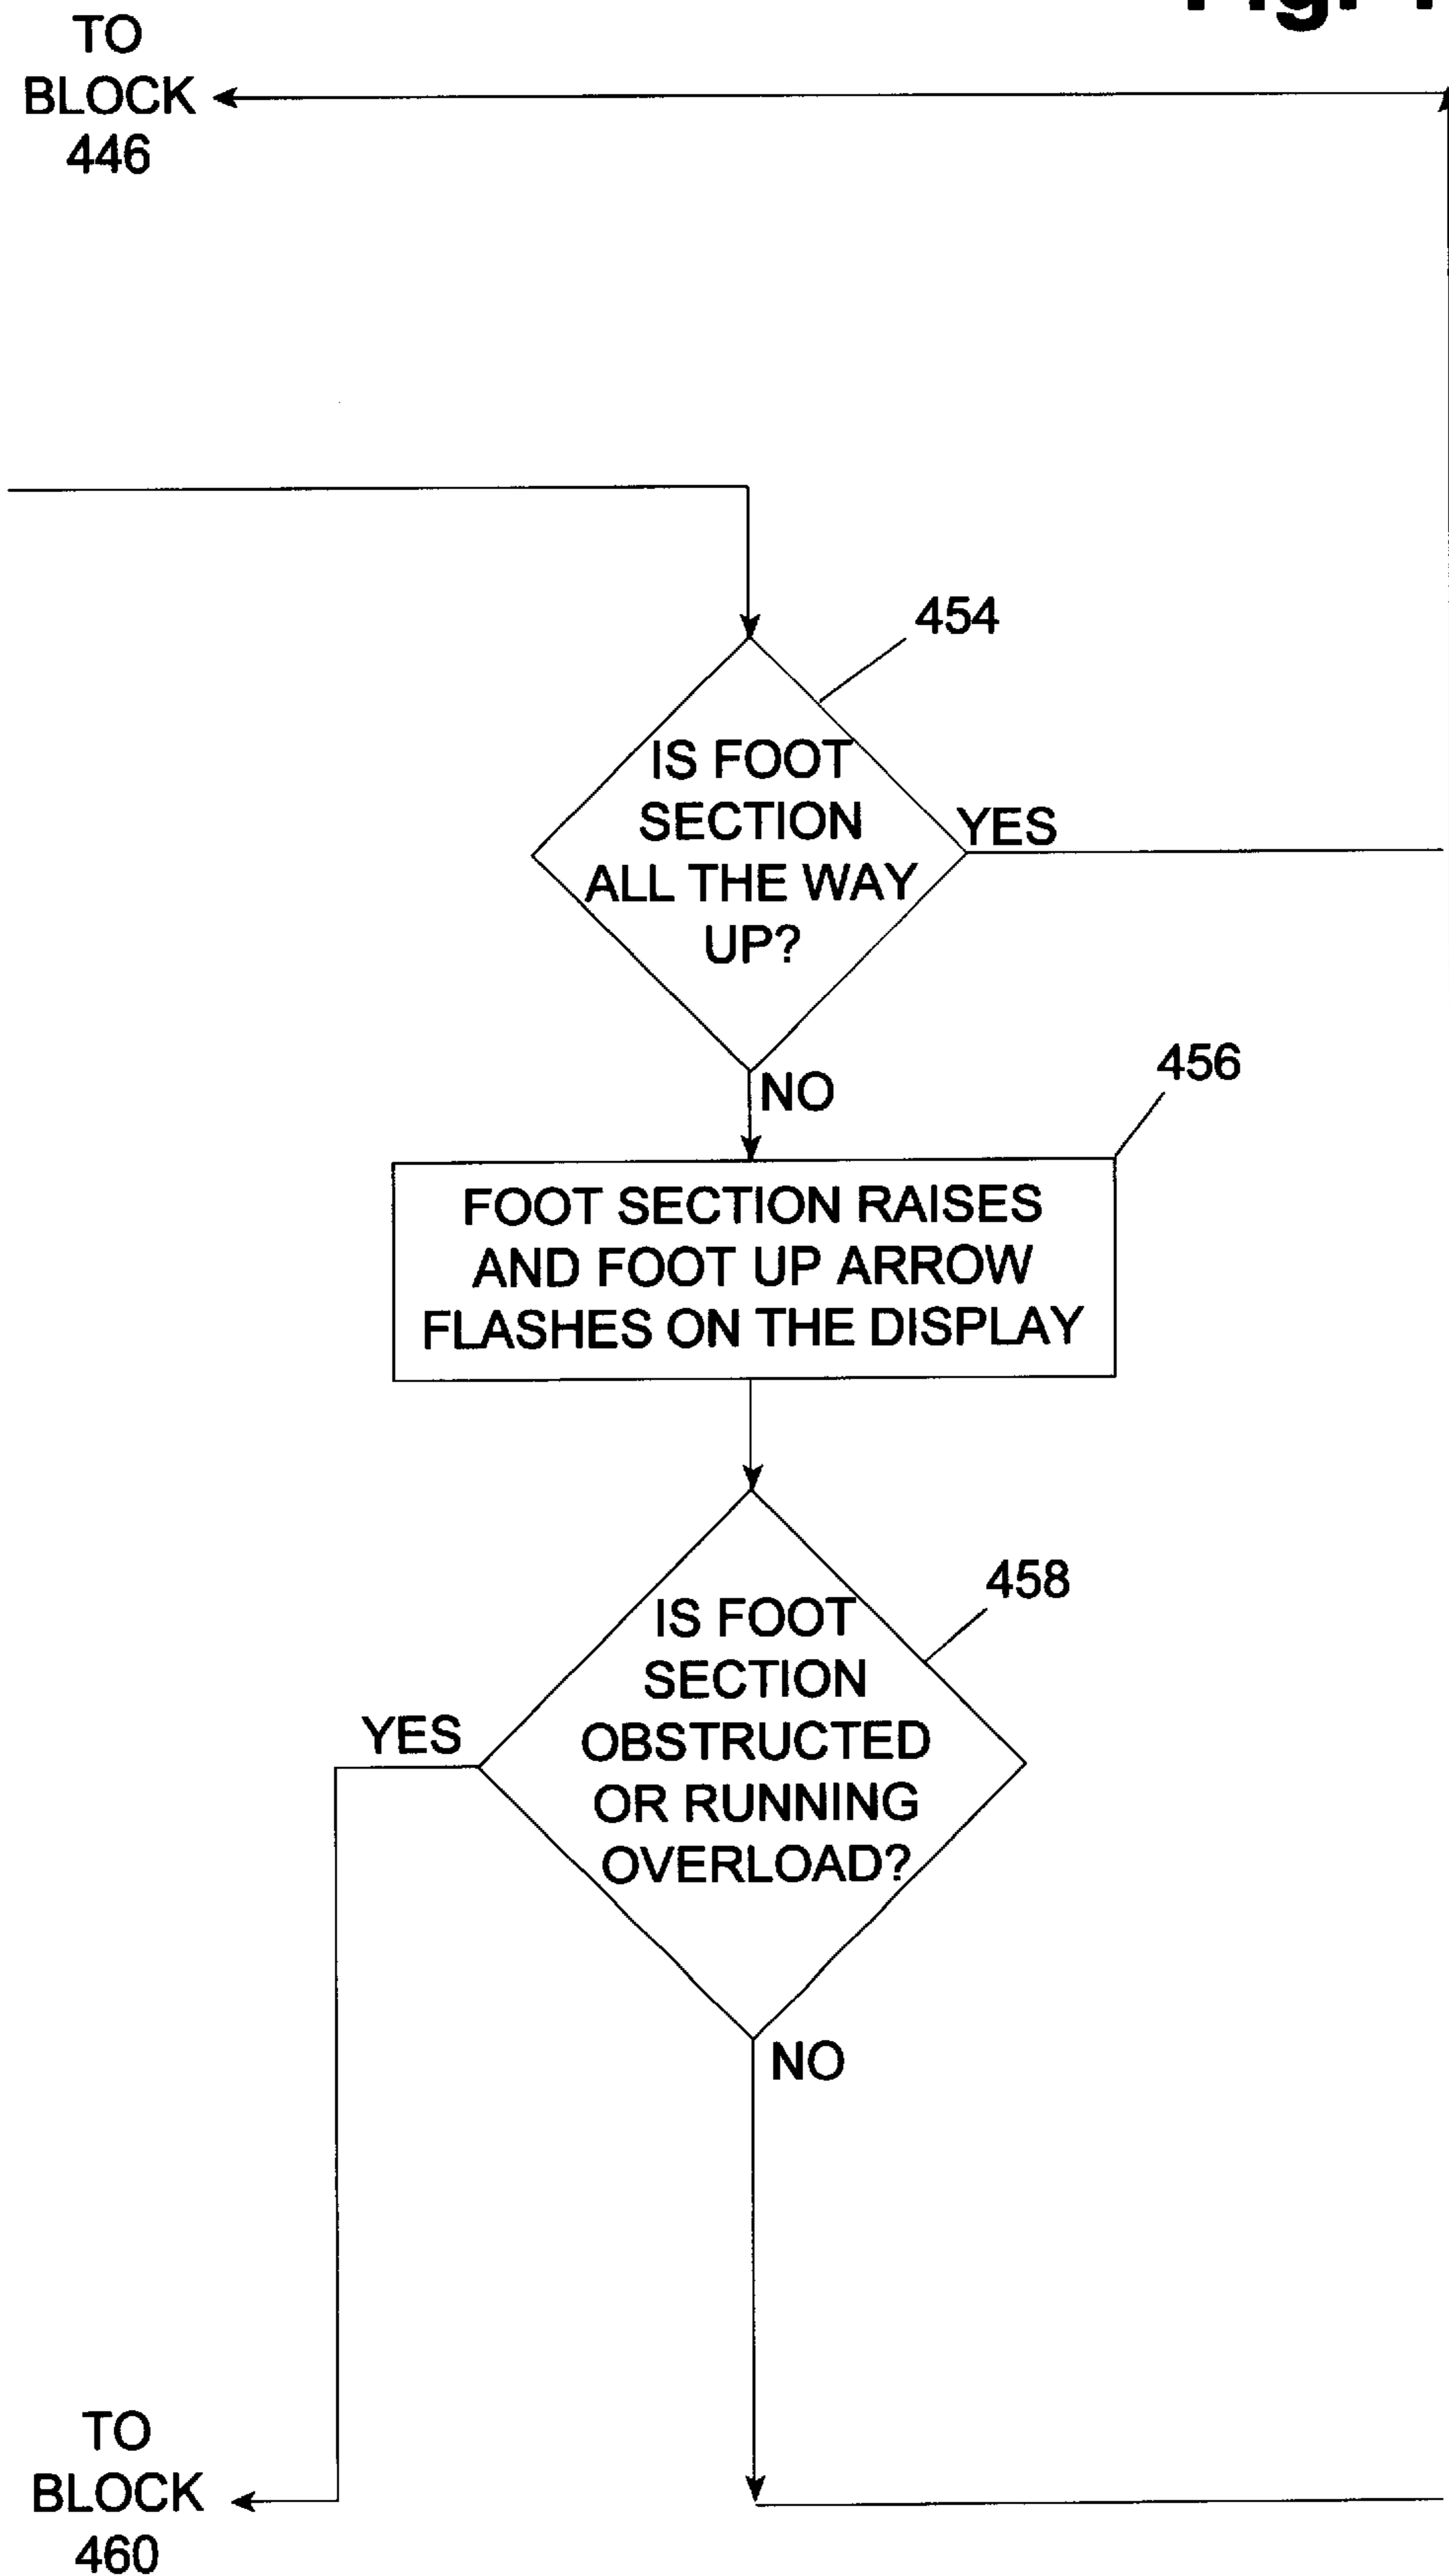 TO
BLOCK
446
454
IS FOOT
SECTION
ALL THE WAY
UP?
YES
NO
456
FOOT SECTION RAISES
AND FOOT UP ARROW
FLASHES ON THE DISPLAY
458
IS FOOT
SECTION
OBSTRUCTED
OR RUNNING
OVERLOAD?
YES
NO
TO
BLOCK
460